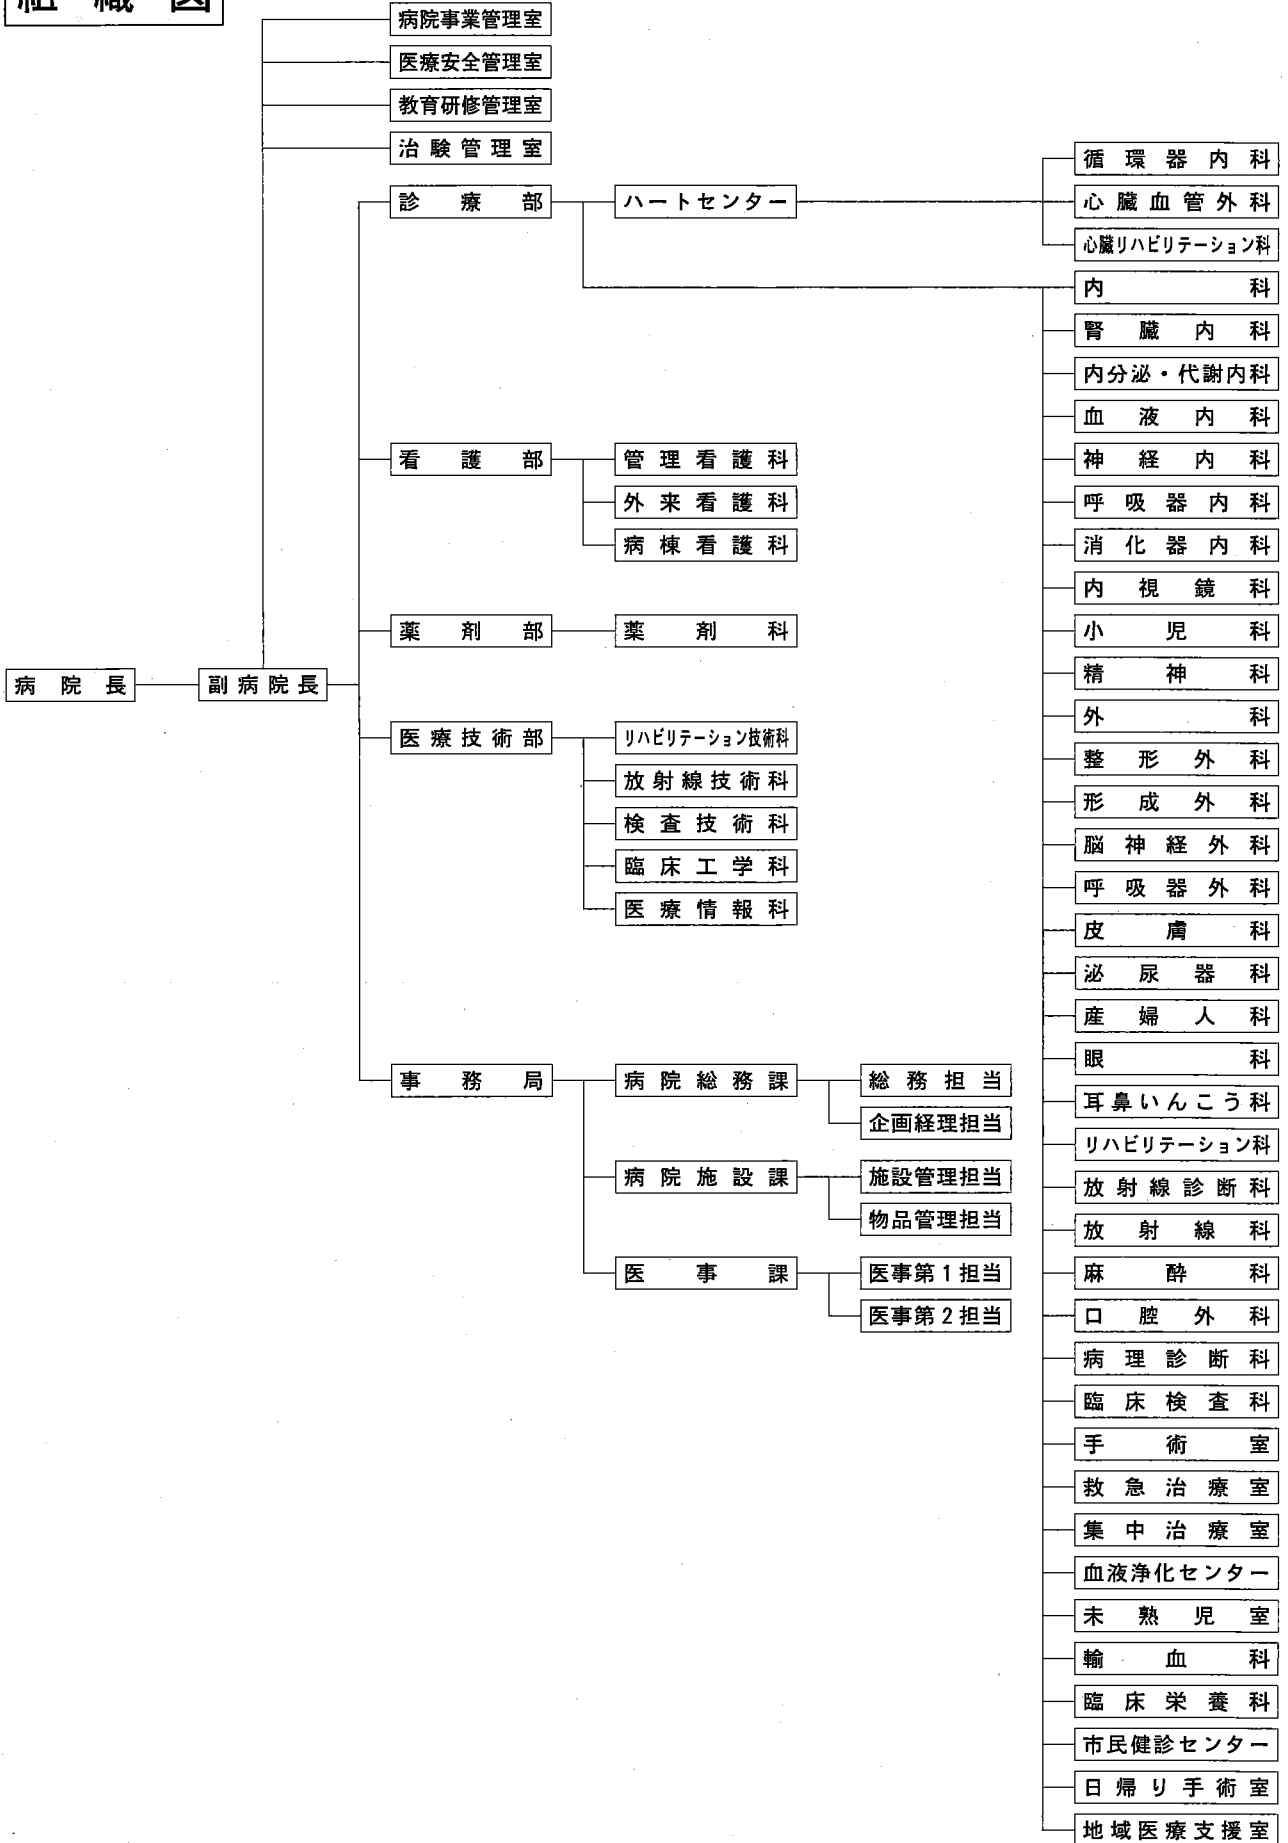 組織図
病院事業管理室
医療安全管理室
教育研修管理室
治験管理室
診療部
ハートセンター
循環器内科
心臓血管外科
心臓リハビリテーション科
内科
腎臓内科
内分泌・代謝内科
血液内科
神経内科
呼吸器内科
消化器内科
内視鏡科
小児科
精神科
外科
整形外科
形成外科
脳神経外科
呼吸器外科
皮膚科
泌尿器科
産婦人科
眼科
耳鼻いんこう科
リハビリテーション科
放射線診断科
放射線科
麻酔科
口腔外科
病理診断科
臨床検査科
手術室
救急治療室
集中治療室
血液浄化センター
未熟児室
輸血科
臨床栄養科
市民健診センター
日帰り手術室
地域医療支援室
看護部
管理看護科
外来看護科
病棟看護科
薬剤部
薬剤科
病院長
副病院長
医療技術部
リハビリテーション技術科
放射線技術科
検査技術科
臨床工学科
医療情報科
事務局
病院総務課
総務担当
企画経理担当
病院施設課
施設管理担当
物品管理担当
医事課
医事第1担当
医事第2担当